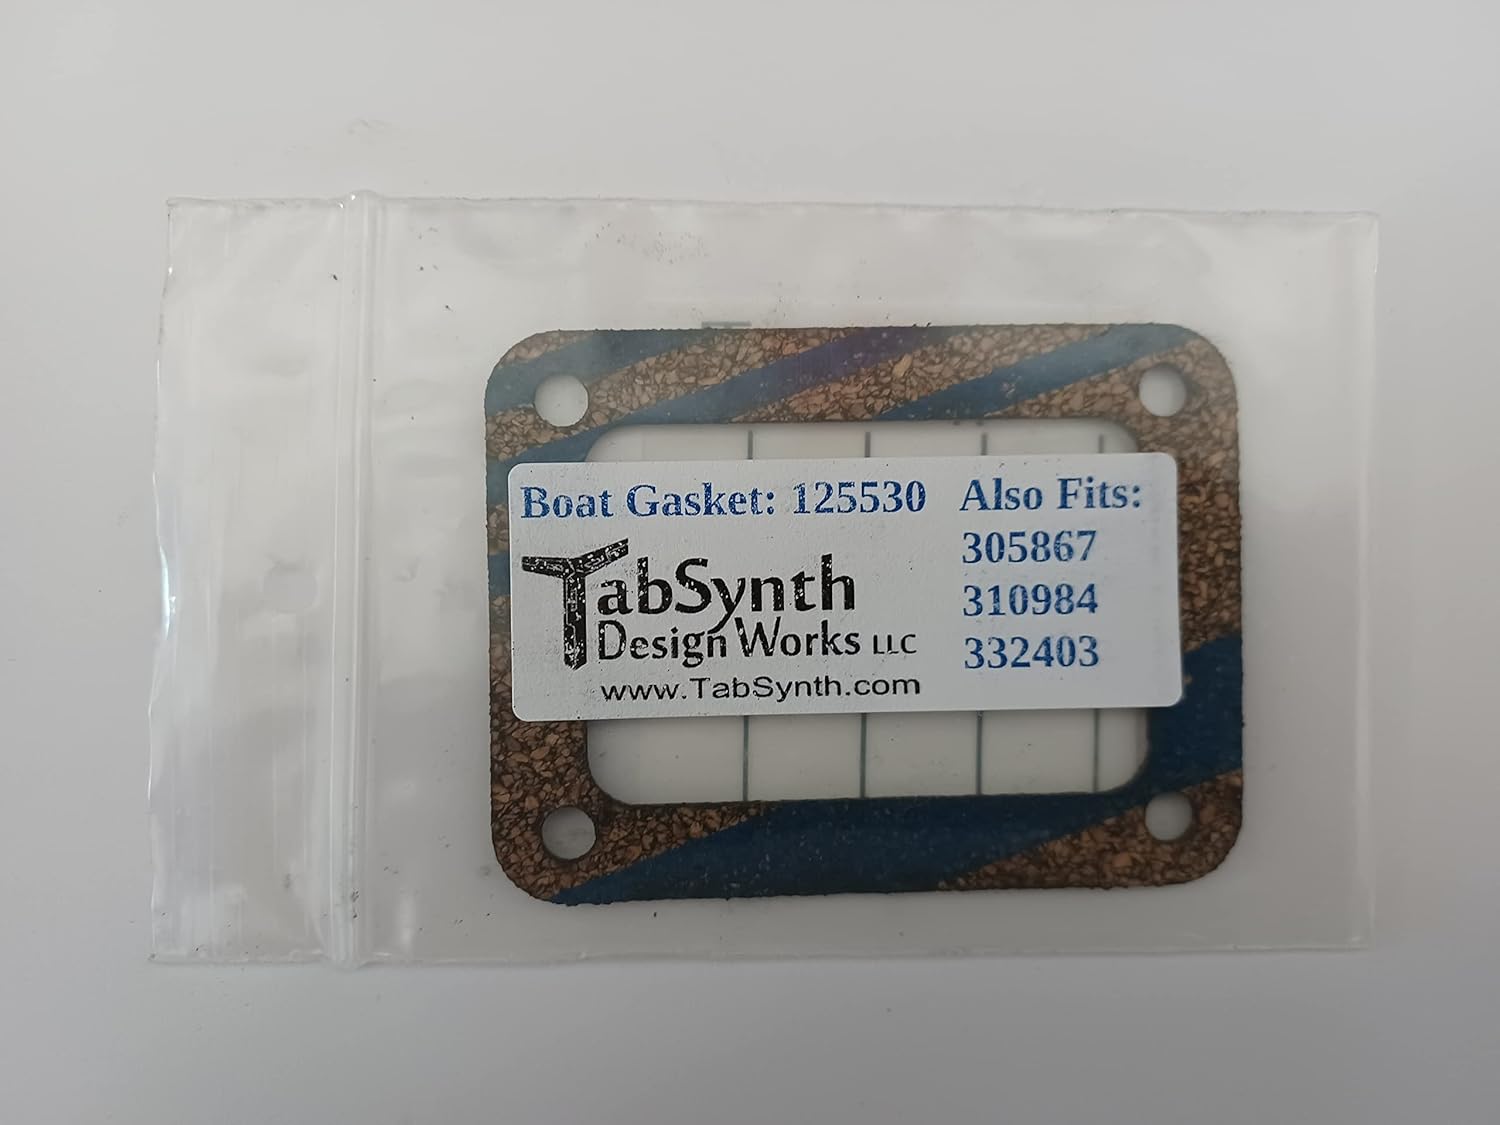 Boat Gasket: 125530
TabSynth
Design Works LLC
www.TabSynth.com
Also Fits:
305867
310984
332403